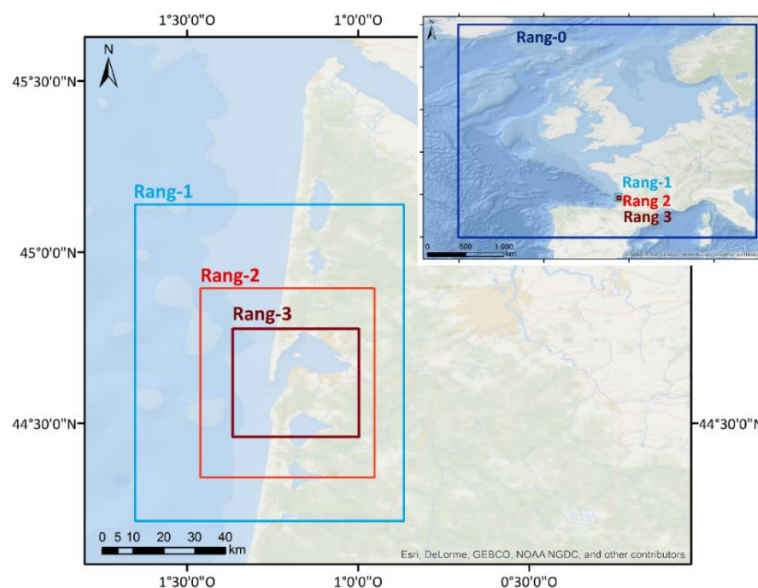 1°30'0"O
1°0'0"O
N
45°30'0"N
Rang-1
45°0'0"N
Rang-2
Rang-3
44°30'0"N
44°30'0"N
0 5 10 20 30 40
km
Esri, DeLorme, GEBCO, NOAA NGDC, and other contributors
1°30'0"O
1°0'0"O
0°30'0"O
N
Rang-0
Rang-1
Rang 2
Rang 3
0 500 1 000
km